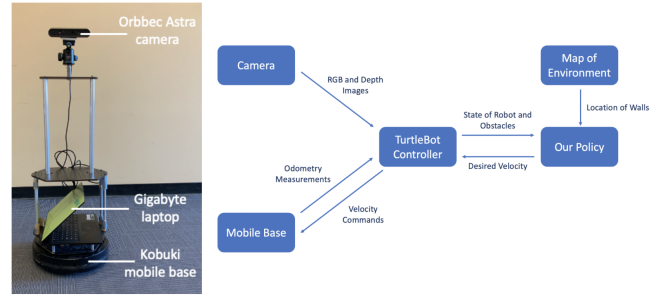 Orbbec Astra
camera
Gigabyte
laptop
Kobuki
mobile base
Camera
RGB and Depth
Images
Map of
Environment
Location of Walls
State of Robot and
Obstacles
TurtleBot
Controller
Our Policy
Desired Velocity
Odometry
Measurements
Velocity
Commands
Mobile Base